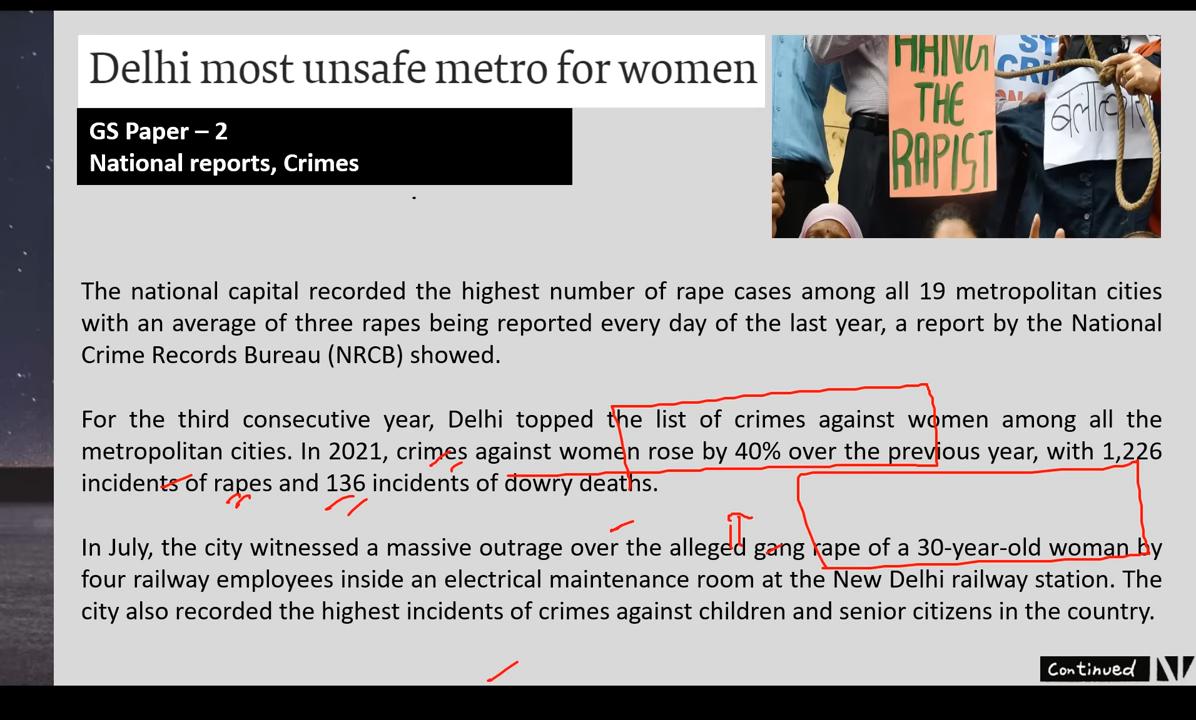 Delhi most unsafe metro for women
GS Paper – 2
National reports, Crimes
HANG
THE
RAPIST
ST
CRI
The national capital recorded the highest number of rape cases among all 19 metropolitan cities
with an average of three rapes being reported every day of the last year, a report by the National
Crime Records Bureau (NRCB) showed.
For the third consecutive year, Delhi topped the list of crimes against women among all the
metropolitan cities. In 2021, crimes against women rose by 40% over the previous year, with 1,226
incidents of rapes and 136 incidents of dowry deaths.
In July, the city witnessed a massive outrage over the alleged gang rape of a 30-year-old woman by
four railway employees inside an electrical maintenance room at the New Delhi railway station. The
city also recorded the highest incidents of crimes against children and senior citizens in the country.
Continued